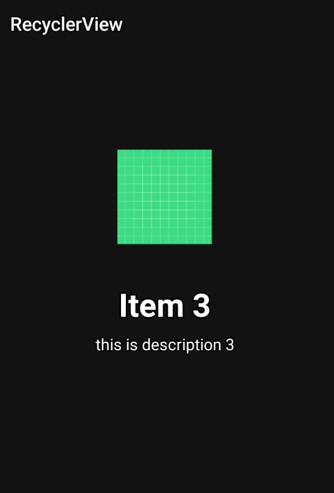 RecyclerView
Item 3
this is description 3